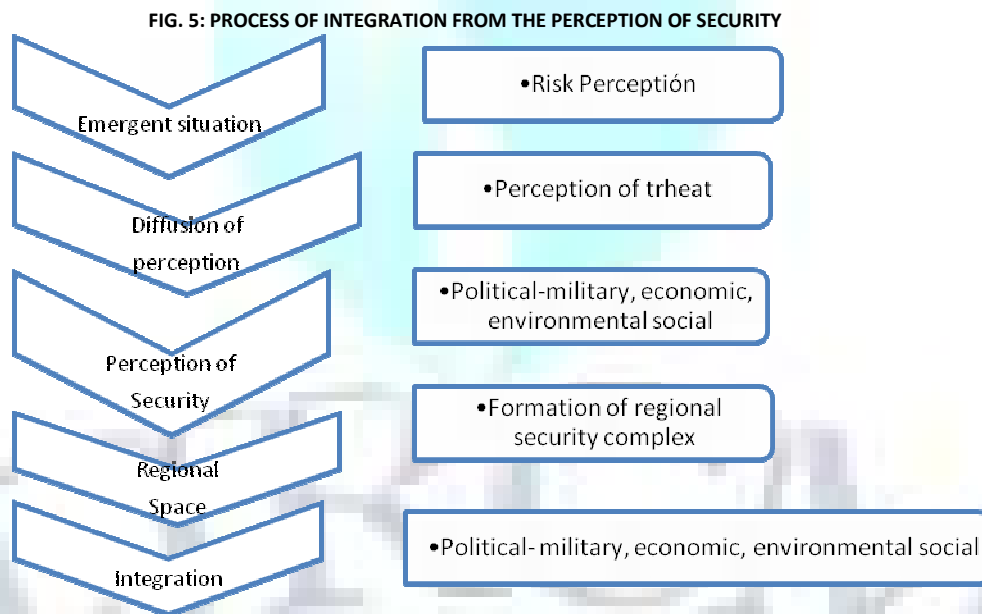 FIG. 5: PROCESS OF INTEGRATION FROM THE PERCEPTION OF SECURITY
Emergent situation
•Risk Perceptión
Diffusion of
perception
•Perception of trheat
Perception of
Security
•Political-military, economic,
environmental social
Regional
Space
•Formation of regional
security complex
Integration
•Political- military, economic, environmental social